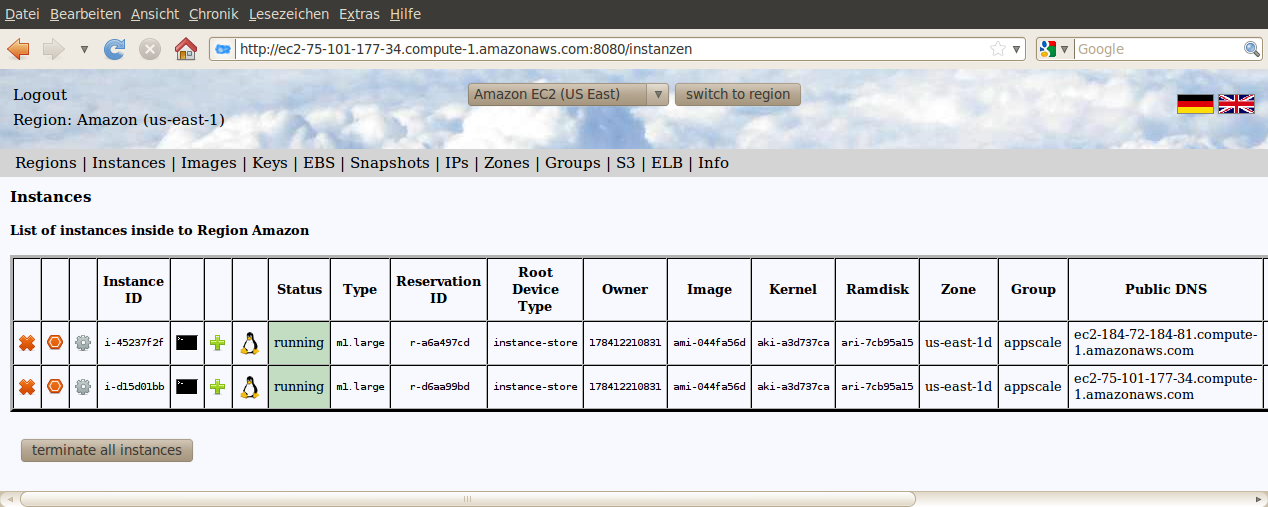 Datei Bearbeiten Ansicht Chronik Lesezeichen Extras Hilfe
http://ec2-75-101-177-34.compute-1.amazonaws.com:8080/instanzen
Google
Logout
Amazon EC2 (US East)
switch to region
Region: Amazon (us-east-1)
Regions | Instances | Images | Keys | EBS | Snapshots | IPs | Zones | Groups | S3 | ELB | Info
Instances
List of instances inside to Region Amazon
Instance ID Status Type Reservation ID Root Device Type Owner Image Kernel Ramdisk Zone Group Public DNS
i-45237f2f running m1.large r-a6a497cd instance-store 178412210831 ami-044fa56d aki-a3d737ca ari-7cb95a15 us-east-1d appscale ec2-184-72-184-81.compute-
1.amazonaws.com
i-d15d01bb running m1.large r-d6aa99bd instance-store 178412210831 ami-044fa56d aki-a3d737ca ari-7cb95a15 us-east-1d appscale ec2-75-101-177-34.compute-
1.amazonaws.com
terminate all instances